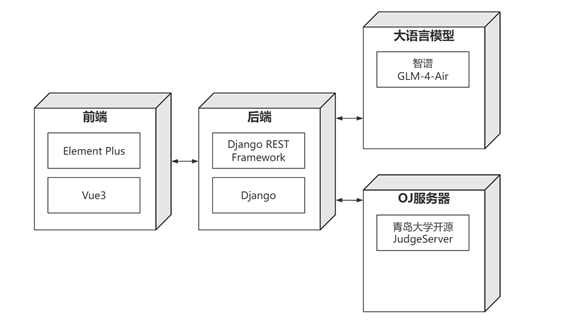 前端
Element Plus
Vue3
后端
Django REST
Framework
Django
大语言模型
智谱
GLM-4-Air
OJ服务器
青岛大学开源
JudgeServer